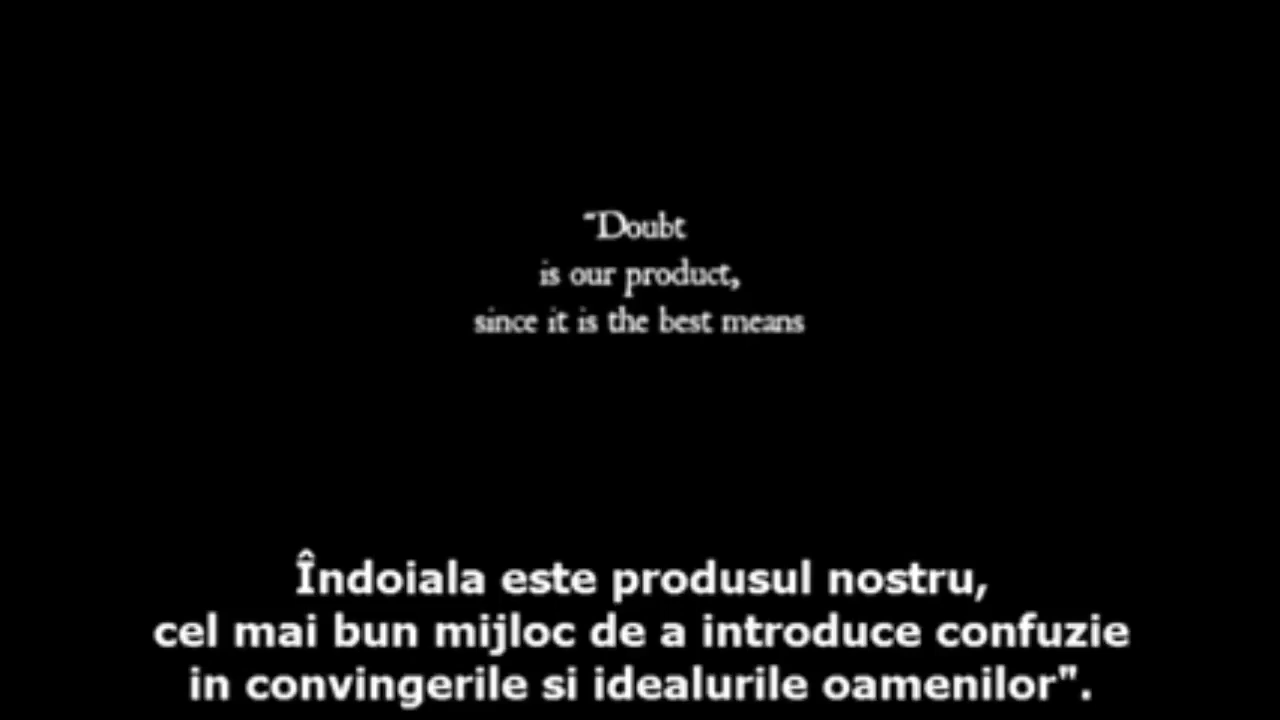 "Doubt
is our product,
since it is the best means
Îndoiala este produsul nostru,
cel mai bun mijloc de a introduce confuzie
in convingerile si idealurile oamenilor".